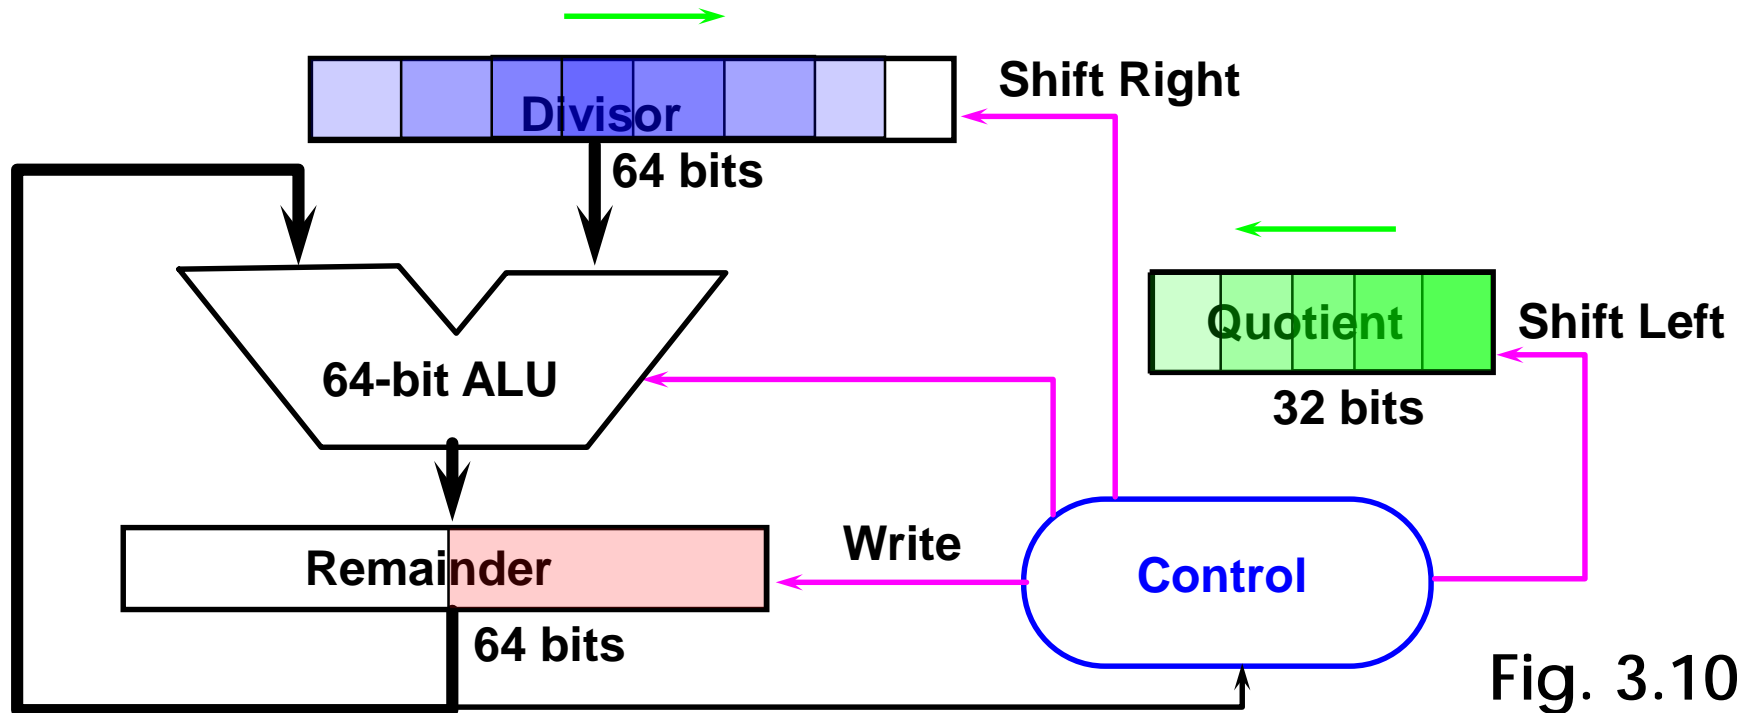 Shift Right
Divisor
64 bits
Quotient
Shift Left
64-bit ALU
32 bits
Write
Remainder
Control
64 bits
Fig. 3.10